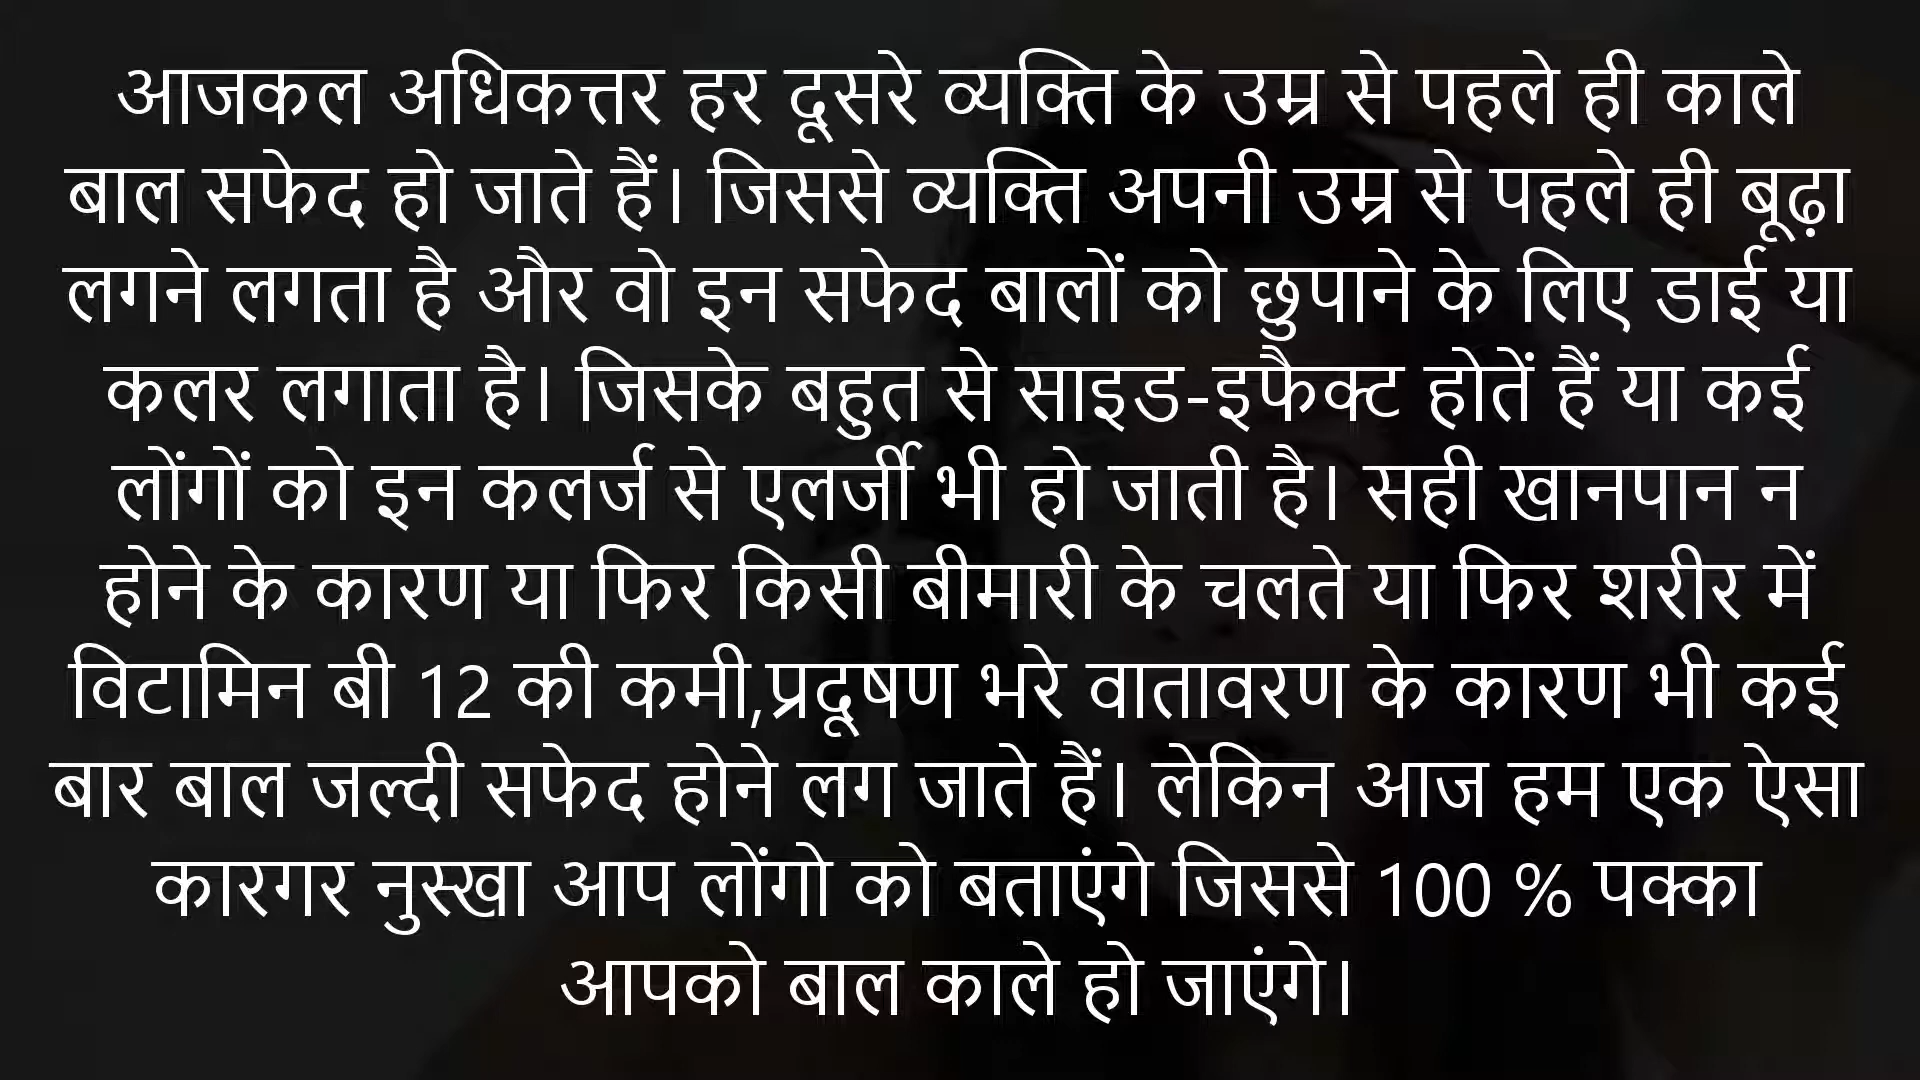 आजकल अधिकत्तर हर दूसरे व्यक्ति के उम्र से पहले ही काले
बाल सफेद हो जाते हैं। जिससे व्यक्ति अपनी उम्र से पहले ही बूढ़ा
लगने लगता है और वो इन सफेद बालों को छुपाने के लिए डाई या
कलर लगाता है। जिसके बहुत से साइड-इफैक्ट होतें हैं या कई
लोंगों को इन कलर्ज से एलर्जी भी हो जाती है। सही खानपान न
होने के कारण या फिर किसी बीमारी के चलते या फिर शरीर में
विटामिन बी 12 की कमी,प्रदूषण भरे वातावरण के कारण भी कई
बार बाल जल्दी सफेद होने लग जाते हैं। लेकिन आज हम एक ऐसा
कारगर नुस्खा आप लोंगो को बताएंगे जिससे 100 % पक्का
आपको बाल काले हो जाएंगे।